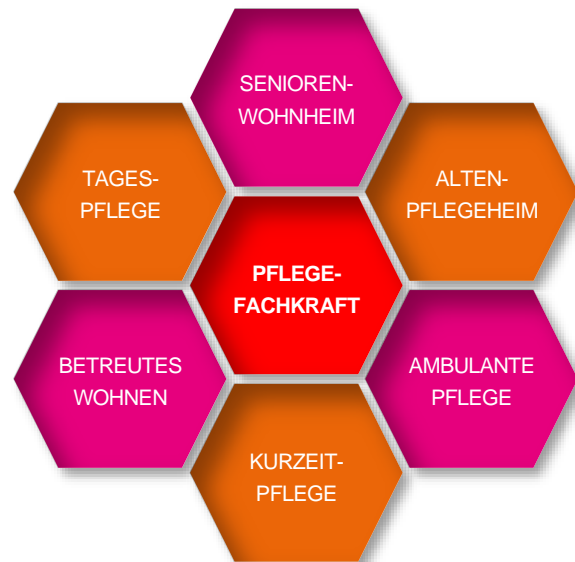 SENIOREN-
WOHNHEIM
TAGES-
PFLEGE
ALTEN-
PFLEGEHEIM
PFLEGE-
FACHKRAFT
BETREUTES
WOHNEN
AMBULANTE
PFLEGE
KURZEIT-
PFLEGE